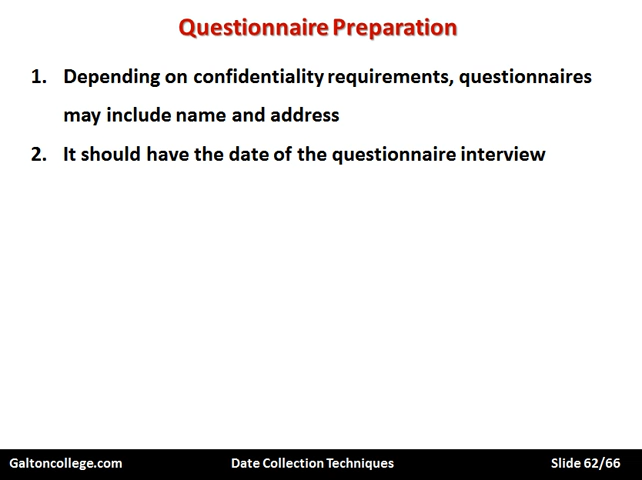 Questionnaire Preparation
1. Depending on confidentiality requirements, questionnaires
may include name and address
2. It should have the date of the questionnaire interview
Galtoncollege.com
Date Collection Techniques
Slide 62/66